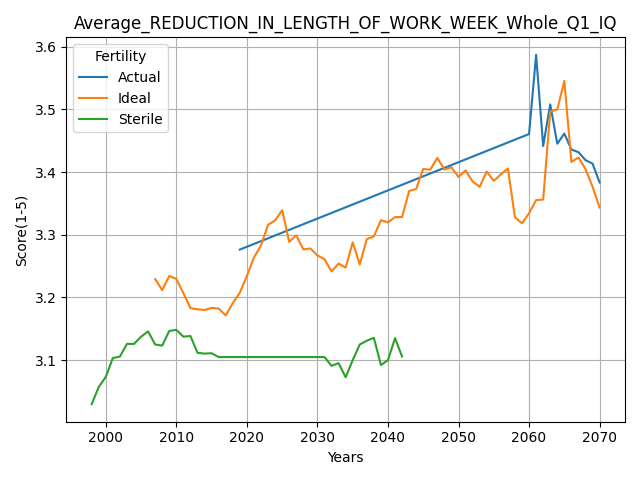 Average_REDUCTION_IN_LENGTH_OF_WORK_WEEK_Whole_Q1_IQ
Fertility
Actual
Ideal
Sterile
Score(1-5)
3.6
3.5
3.4
3.3
3.2
3.1
2000 2010 2020 2030 2040 2050 2060 2070
Years